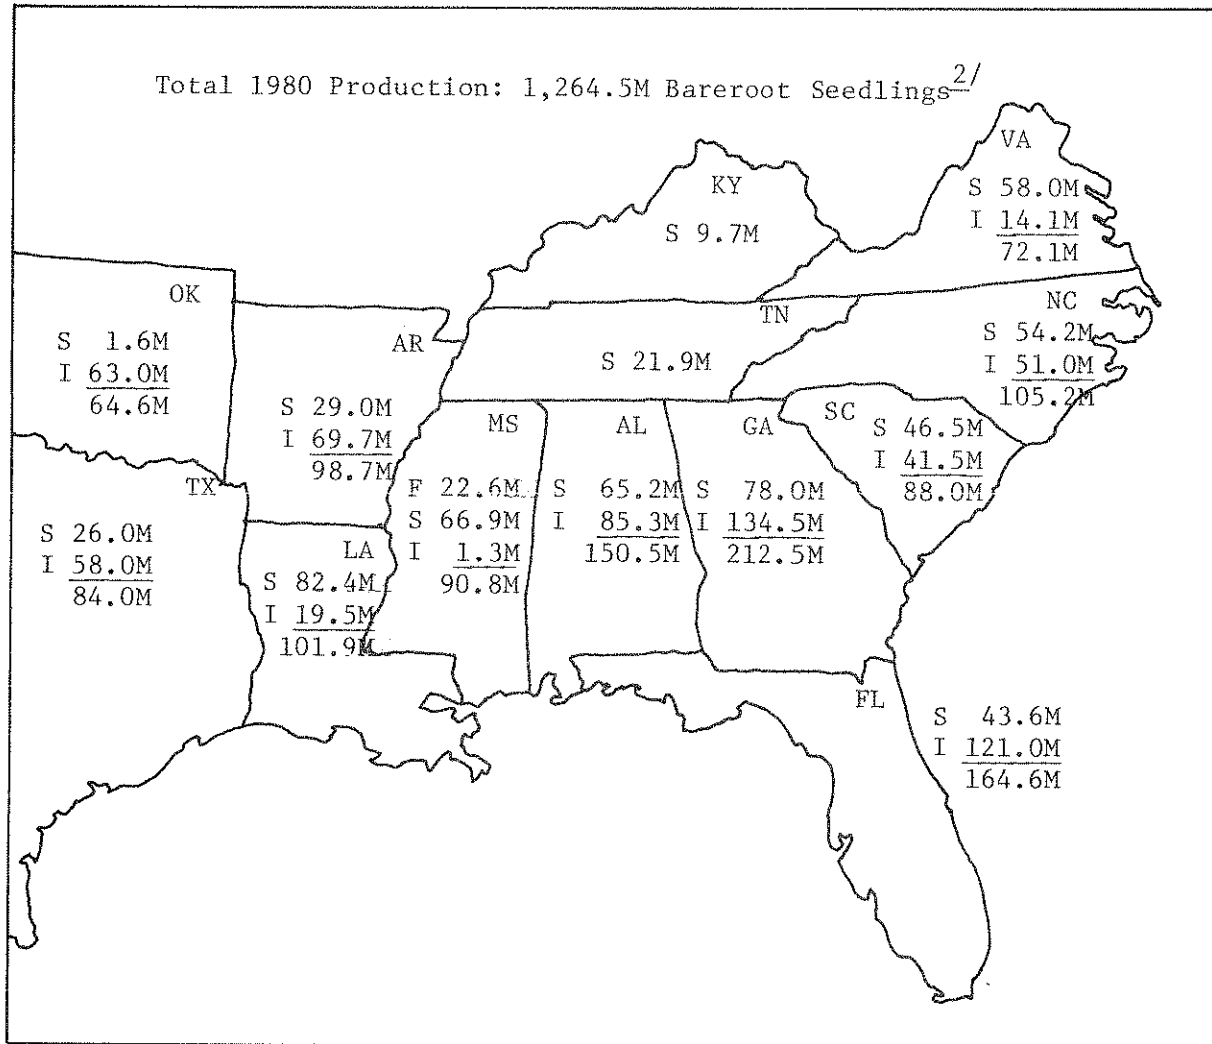 Total 1980 Production: 1,264.5M Bareroot Seedlings 2/
VA
S 58.0M
I 14.1M
72.1M
KY
S 9.7M
OK
S 1.6M
I 63.0M
64.6M
AR
S 29.0M
I 69.7M
98.7M
TN
S 21.9M
NC
S 54.2M
I 51.0M
105.2M
SC
S 46.5M
I 41.5M
88.0M
MS
F 22.6M
S 66.9M
I 1.3M
90.8M
AL
S 65.2M
I 85.3M
150.5M
GA
S 78.0M
I 134.5M
212.5M
TX
S 26.0M
I 58.0M
84.0M
LA
S 82.4M
I 19.5M
101.9M
FL
S 43.6M
I 121.0M
164.6M